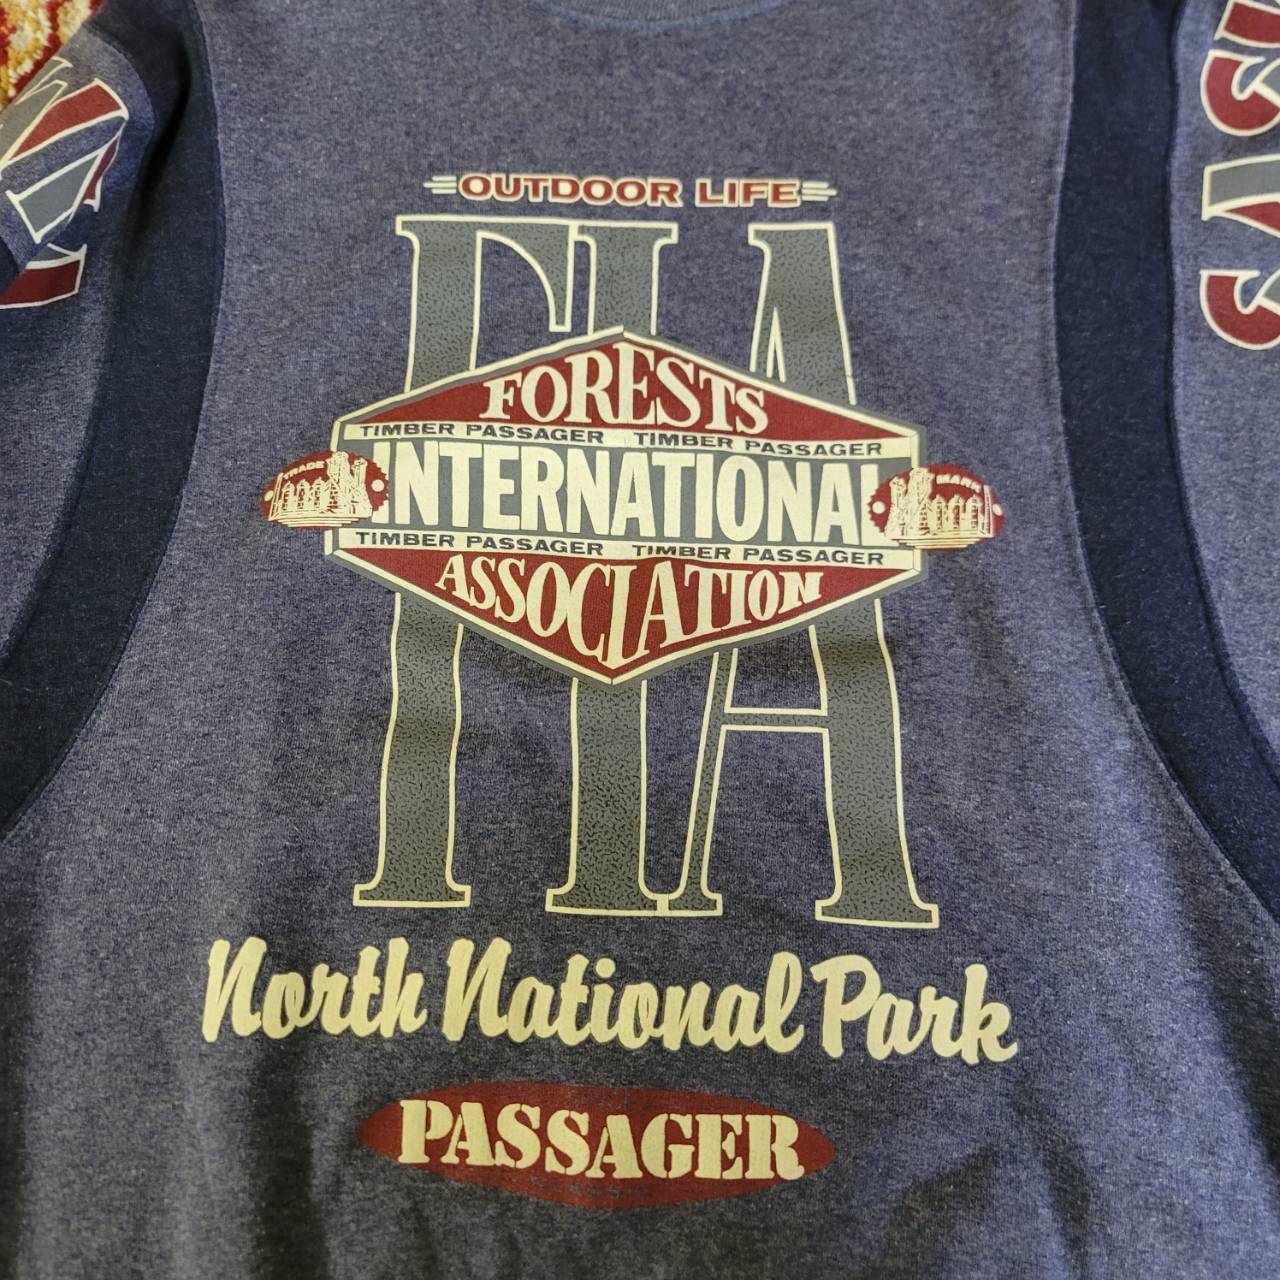 OUTDOOR LIFE
FIA
FORESTS
TIMBER PASSAGER TIMBER PASSAGER
TRADE
INTERNATIONAL
MARK
TIMBER PASSAGER TIMBER PASSAGER
ASSOCIATION
North National Park
PASSAGER
CLASSIC